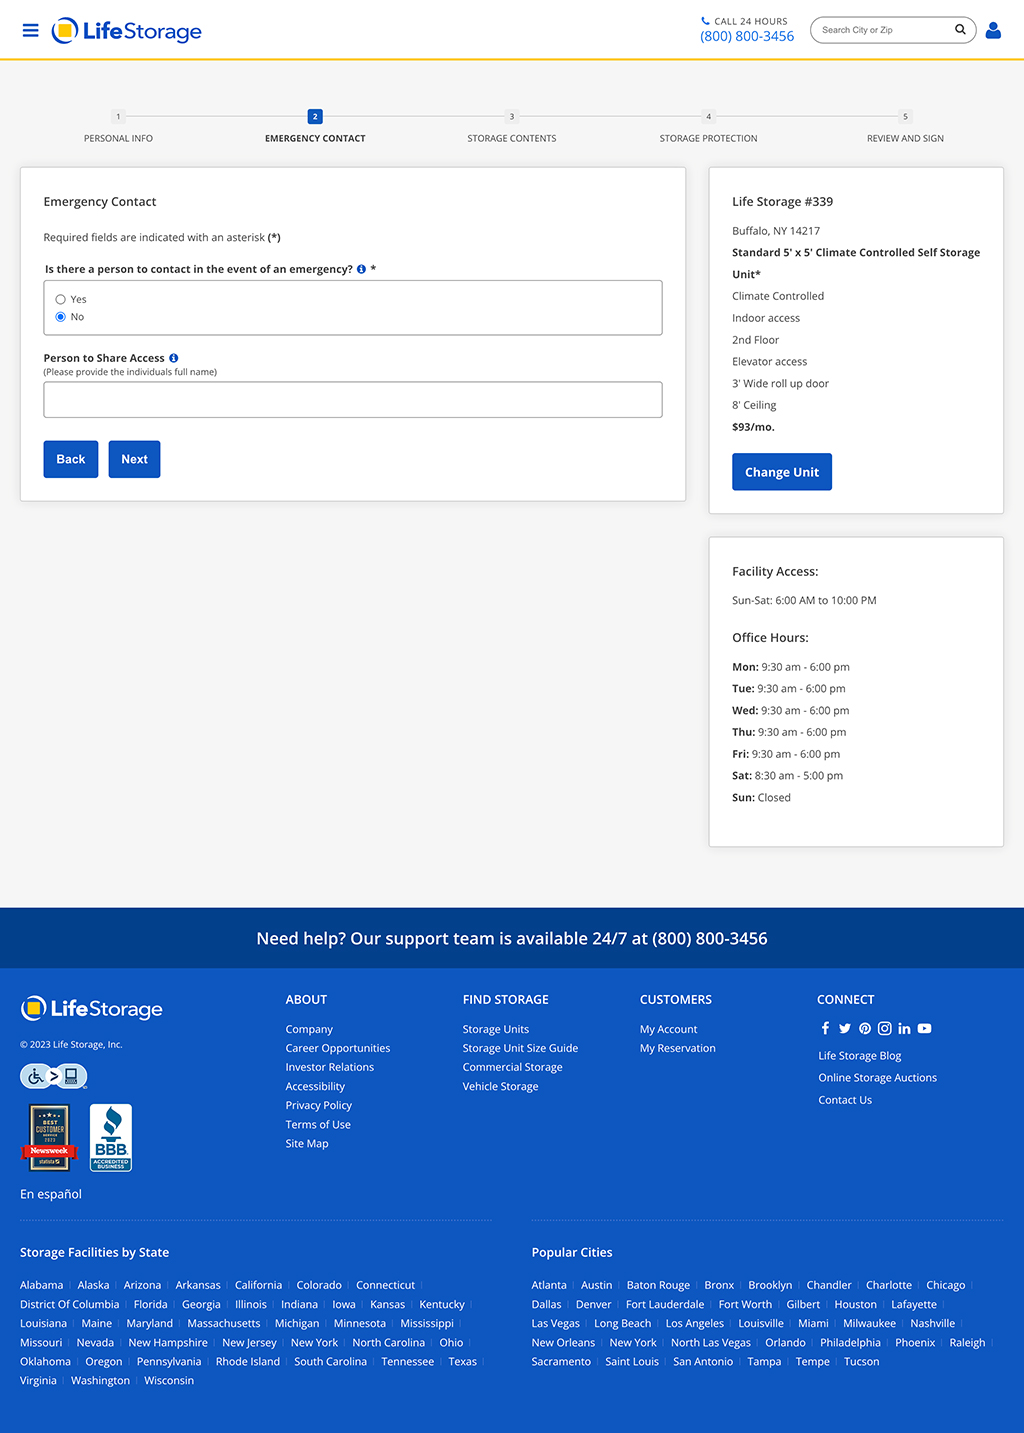 LifeStorage
CALL 24 HOURS
(800) 800-3456
Search City or Zip
1
2
3
4
5
PERSONAL INFO
EMERGENCY CONTACT
STORAGE CONTENTS
STORAGE PROTECTION
REVIEW AND SIGN
Emergency Contact
Required fields are indicated with an asterisk (*)
Is there a person to contact in the event of an emergency? *
Yes
No
Person to Share Access
(Please provide the individuals full name)
Back
Next
Life Storage #339
Buffalo, NY 14217
Standard 5' x 5' Climate Controlled Self Storage
Unit*
Climate Controlled
Indoor access
2nd Floor
Elevator access
3' Wide roll up door
8' Ceiling
$93/mo.
Change Unit
Facility Access:
Sun-Sat: 6:00 AM to 10:00 PM
Office Hours:
Mon: 9:30 am - 6:00 pm
Tue: 9:30 am - 6:00 pm
Wed: 9:30 am - 6:00 pm
Thu: 9:30 am - 6:00 pm
Fri: 9:30 am - 6:00 pm
Sat: 8:30 am - 5:00 pm
Sun: Closed
Need help? Our support team is available 24/7 at (800) 800-3456
LifeStorage
© 2023 Life Storage, Inc.
BEST
CUSTOMER
SERVICE
2023
Newsweek
statista
BBB
ACCREDITED
BUSINESS
En español
ABOUT
Company
Career Opportunities
Investor Relations
Accessibility
Privacy Policy
Terms of Use
Site Map
FIND STORAGE
Storage Units
Storage Unit Size Guide
Commercial Storage
Vehicle Storage
CUSTOMERS
My Account
My Reservation
CONNECT
Life Storage Blog
Online Storage Auctions
Contact Us
Storage Facilities by State
Alabama Alaska Arizona Arkansas California Colorado Connecticut
District Of Columbia Florida Georgia Illinois Indiana Iowa Kansas Kentucky
Louisiana Maine Maryland Massachusetts Michigan Minnesota Mississippi
Missouri Nevada New Hampshire New Jersey New York North Carolina Ohio
Oklahoma Oregon Pennsylvania Rhode Island South Carolina Tennessee Texas
Virginia Washington Wisconsin
Popular Cities
Atlanta Austin Baton Rouge Bronx Brooklyn Chandler Charlotte Chicago
Dallas Denver Fort Lauderdale Fort Worth Gilbert Houston Lafayette
Las Vegas Long Beach Los Angeles Louisville Miami Milwaukee Nashville
New Orleans New York North Las Vegas Orlando Philadelphia Phoenix Raleigh
Sacramento Saint Louis San Antonio Tampa Tempe Tucson